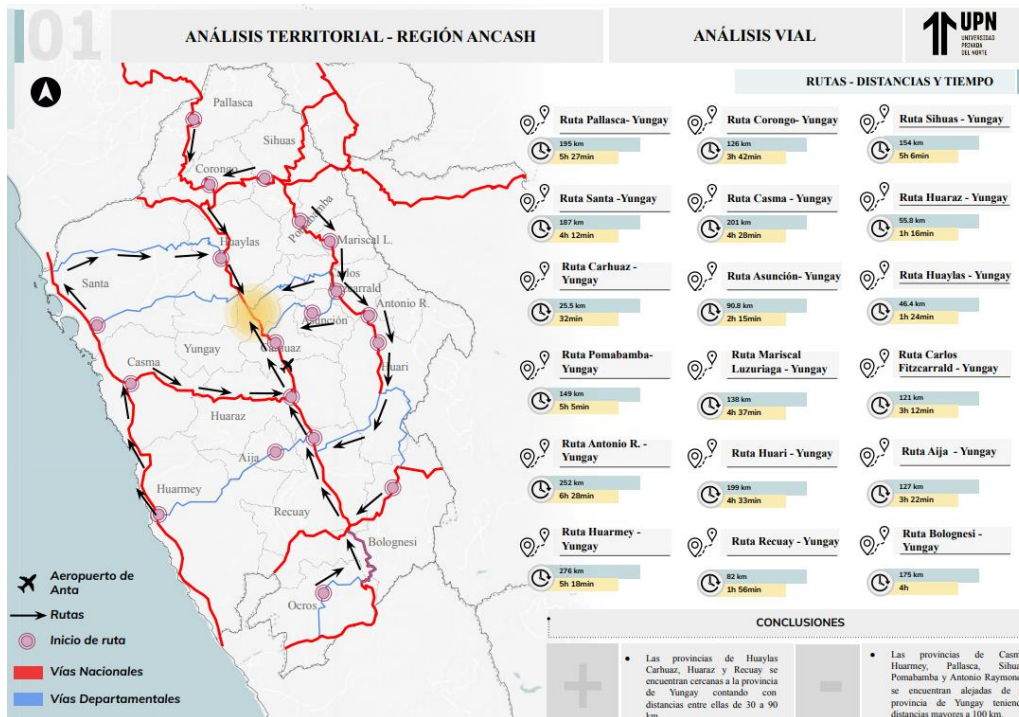 01
ANÁLISIS TERRITORIAL - REGIÓN ANCASH
ANÁLISIS VIAL
UPN
UNIVERSIDAD
PRIVADA
DEL NORTE
RUTAS - DISTANCIAS Y TIEMPO
Pallasca
Sihuas
Corongo
Pomabamba
Huaylas
Mariscal L.
Santa
Antonio R.
Asunción
Yungay
Carhuaz
Casma
Huari
Huaraz
Aija
Huarmey
Recuay
Bolognesi
Ocros
Aeropuerto de
Anta
Rutas
Inicio de ruta
Vías Nacionales
Vías Departamentales
Ruta Pallasca- Yungay
195 km
5h 27min
Ruta Corongo- Yungay
126 km
3h 42min
Ruta Sihuas - Yungay
154 km
5h 6min
Ruta Santa -Yungay
187 km
4h 12min
Ruta Casma - Yungay
201 km
4h 28min
Ruta Huaraz - Yungay
55.8 km
1h 16min
Ruta Carhuaz -
Yungay
25.5 km
32min
Ruta Asunción- Yungay
90.8 km
2h 15min
Ruta Huaylas - Yungay
46.4 km
1h 24min
Ruta Pomabamba-
Yungay
149 km
5h 5min
Ruta Mariscal
Luzuriaga - Yungay
138 km
4h 37min
Ruta Carlos
Fitzcarrald - Yungay
121 km
3h 12min
Ruta Antonio R. -
Yungay
252 km
6h 28min
Ruta Huari - Yungay
199 km
4h 33min
Ruta Aija - Yungay
127 km
3h 22min
Ruta Huarmey -
Yungay
276 km
5h 18min
Ruta Recuay - Yungay
82 km
1h 56min
Ruta Bolognesi -
Yungay
175 km
4h
CONCLUSIONES
Las provincias de Huaylas
Carhuaz, Huaraz y Recuay se
encuentran cercanas a la provincia
de Yungay contando con
distancias entre ellas de 30 a 90
km
Las provincias de Casm
Huarmey, Pallasca, Sihua
Pomabamba y Antonio Raymond
se encuentran alejadas de
provincia de Yungay teniend
distancias mayores a 100 km.